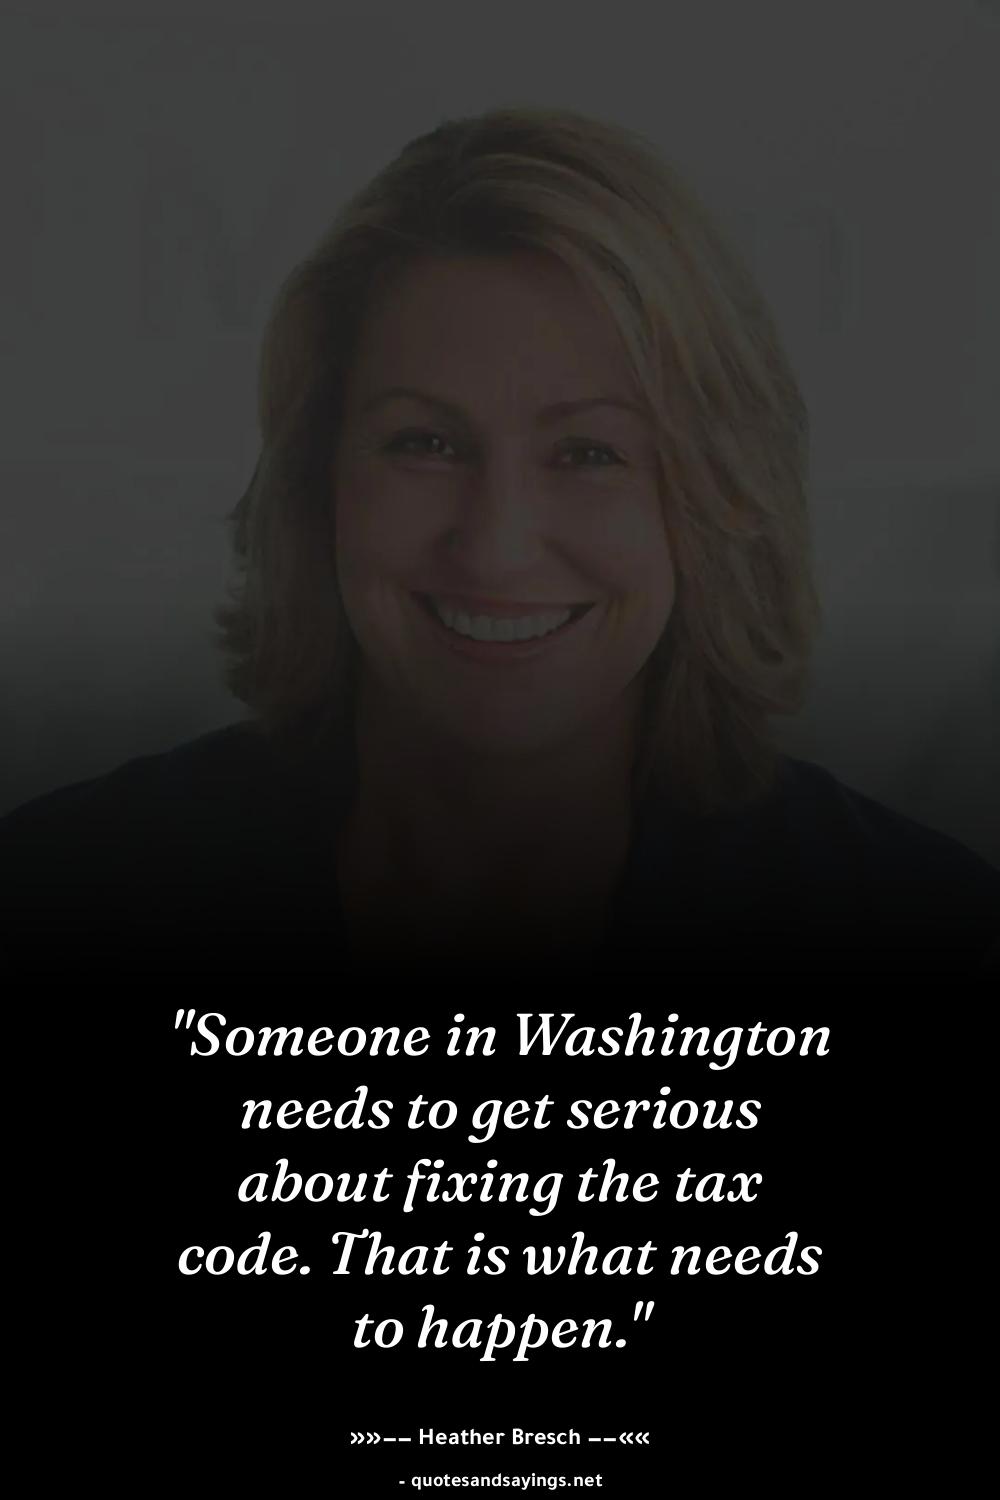 "Someone in Washington
needs to get serious
about fixing the tax
code. That is what needs
to happen."
»»−− Heather Bresch −−««
- quotesandsayings.net